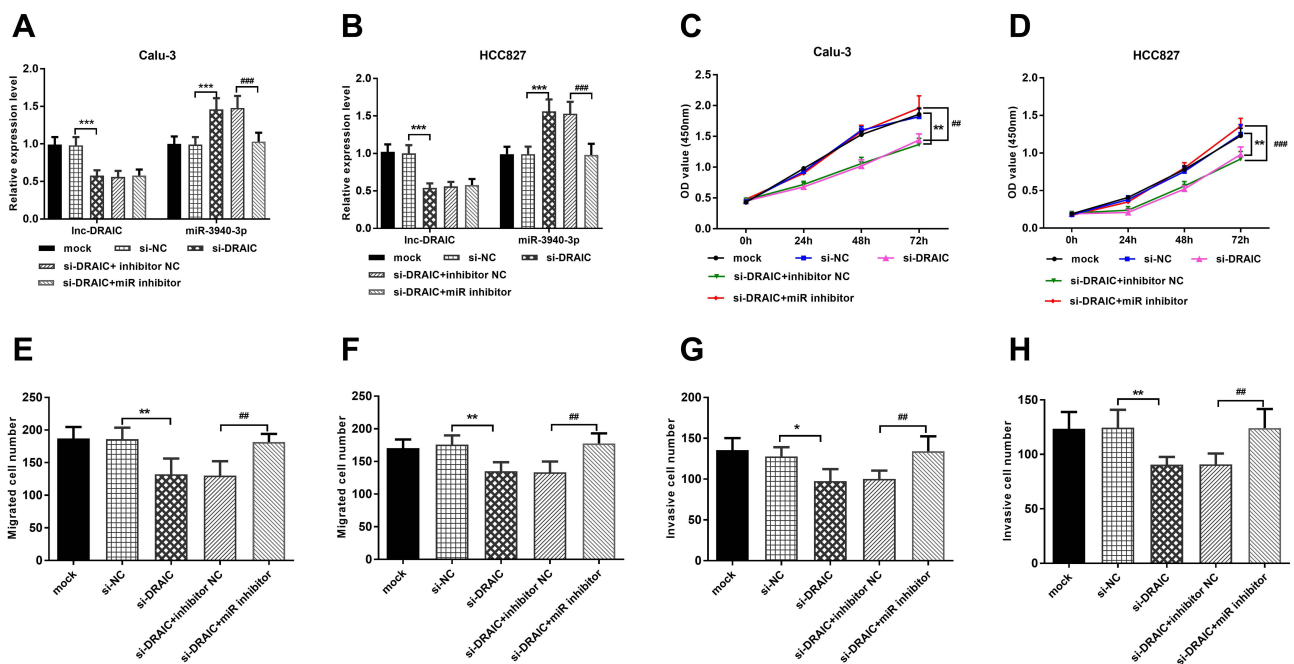 A
Calu-3
Relative expression level
2.0
1.5
1.0
0.5
0.0
***
***
###
lnc-DRAIC
miR-3940-3p
mock
si-NC
si-DRAIC
si-DRAIC+ inhibitor NC
si-DRAIC+miR inhibitor
B
HCC827
Relative expression level
2.0
1.5
1.0
0.5
0.0
***
***
###
lnc-DRAIC
miR-3940-3p
mock
si-NC
si-DRAIC
si-DRAIC+inhibitor NC
si-DRAIC+miR inhibitor
C
Calu-3
OD value (450nm)
2.5
2.0
1.5
1.0
0.5
0.0
**
##
0h
24h
48h
72h
mock
si-NC
si-DRAIC
si-DRAIC+inhibitor NC
si-DRAIC+miR inhibitor
D
HCC827
OD value (450nm)
2.0
1.5
1.0
0.5
0.0
**
###
0h
24h
48h
72h
mock
si-NC
si-DRAIC
si-DRAIC+inhibitor NC
si-DRAIC+miR inhibitor
E
Migrated cell number
250
200
150
100
50
0
**
##
mock
si-NC
si-DRAIC
si-DRAIC+inhibitor NC
si-DRAIC+miR inhibitor
F
Migrated cell number
250
200
150
100
50
0
**
##
mock
si-NC
si-DRAIC
si-DRAIC+inhibitor NC
si-DRAIC+miR inhibitor
G
Invasive cell number
200
150
100
50
0
*
##
mock
si-NC
si-DRAIC
si-DRAIC+inhibitor NC
si-DRAIC+miR inhibitor
H
Invasive cell number
150
100
50
0
**
##
mock
si-NC
si-DRAIC
si-DRAIC+inhibitor NC
si-DRAIC+miR inhibitor